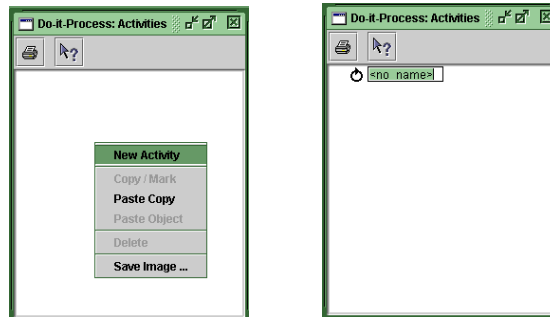 Do-it-Process: Activities
?
New Activity
Copy / Mark
Paste Copy
Paste Object
Delete
Save Image ...
Do-it-Process: Activities
?
<no name>